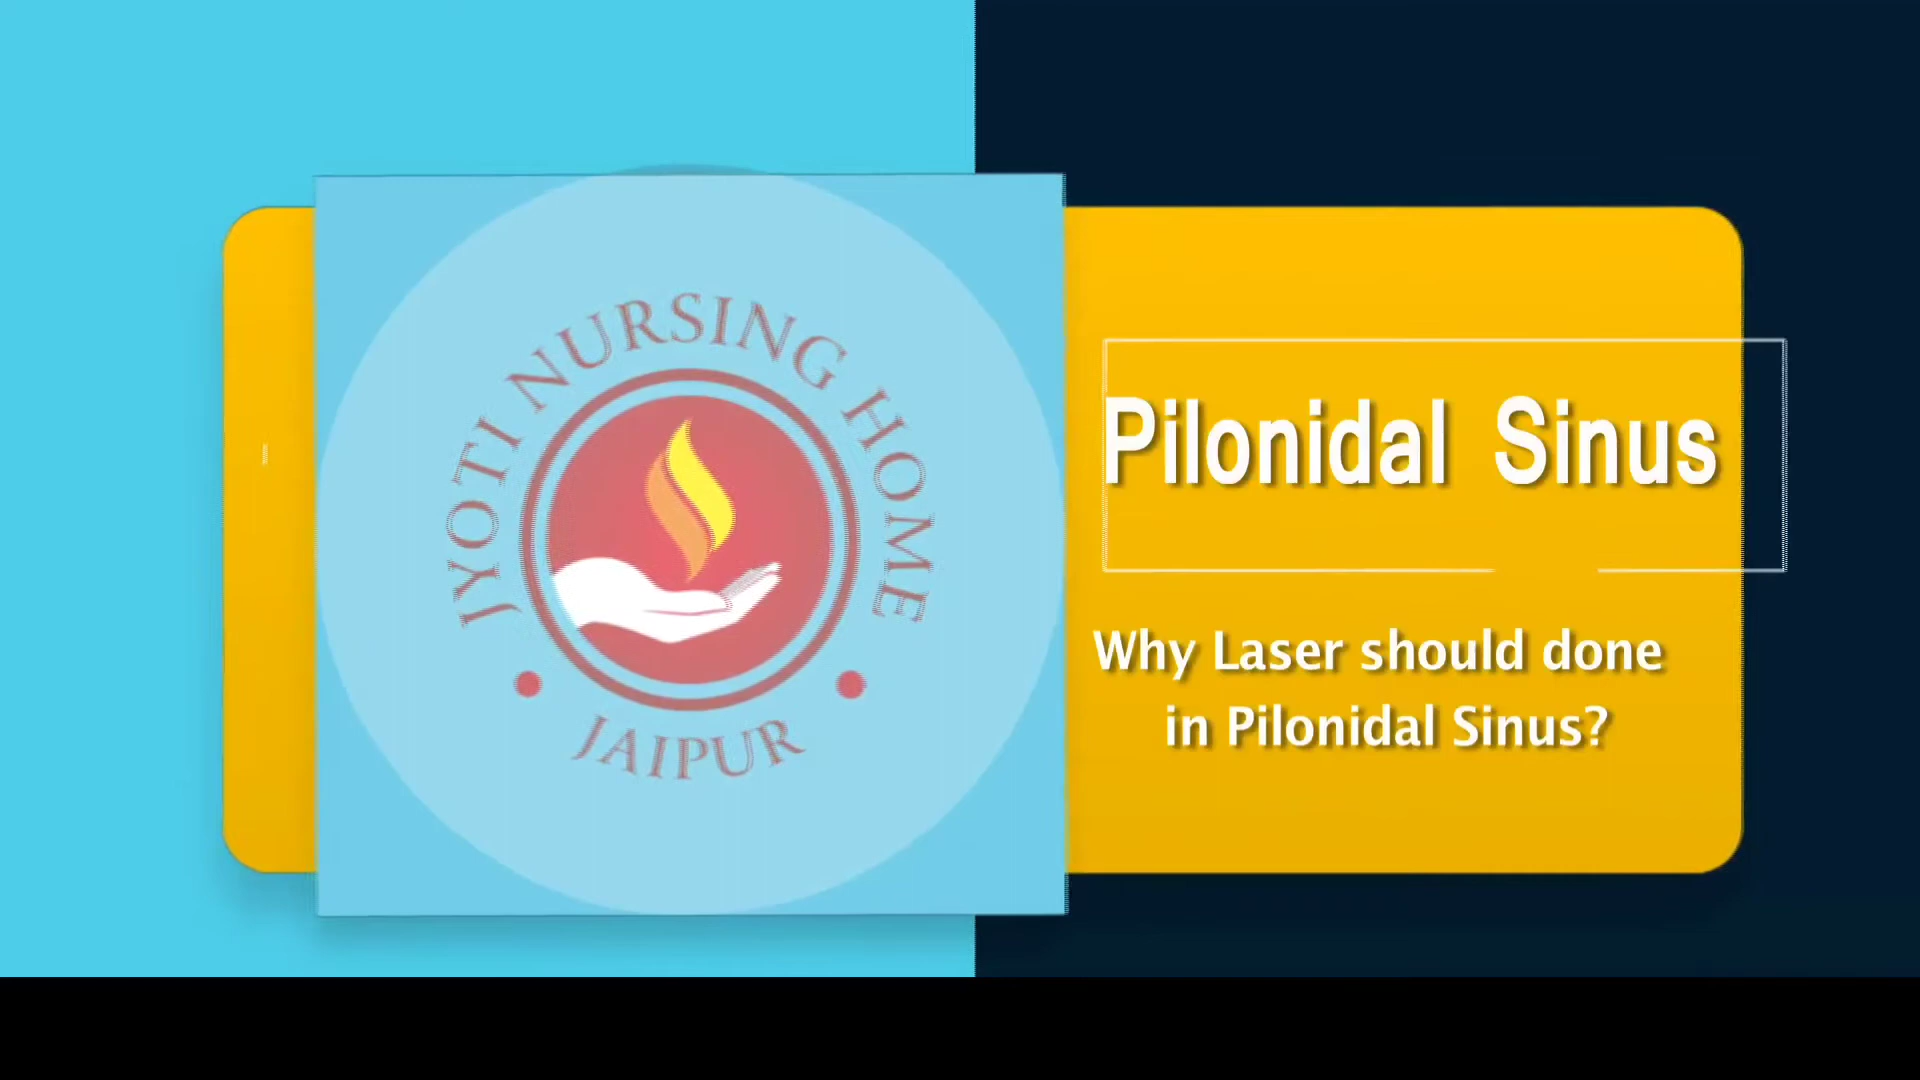 JYOTI NURSING HOME
JAIPUR
Pilonidal Sinus
Why Laser should done
in Pilonidal Sinus?